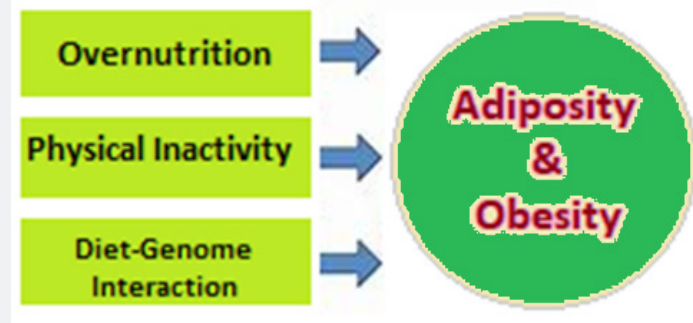 Overnutrition
Physical Inactivity
Diet-Genome
Interaction
Adiposity
&
Obesity